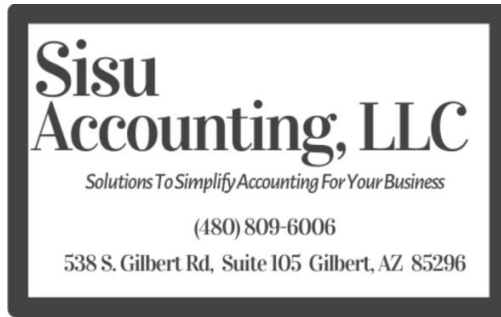 Sisu
Accounting, LLC
Solutions To Simplify Accounting For Your Business
(480) 809-6006
538 S. Gilbert Rd, Suite 105 Gilbert, AZ 85296